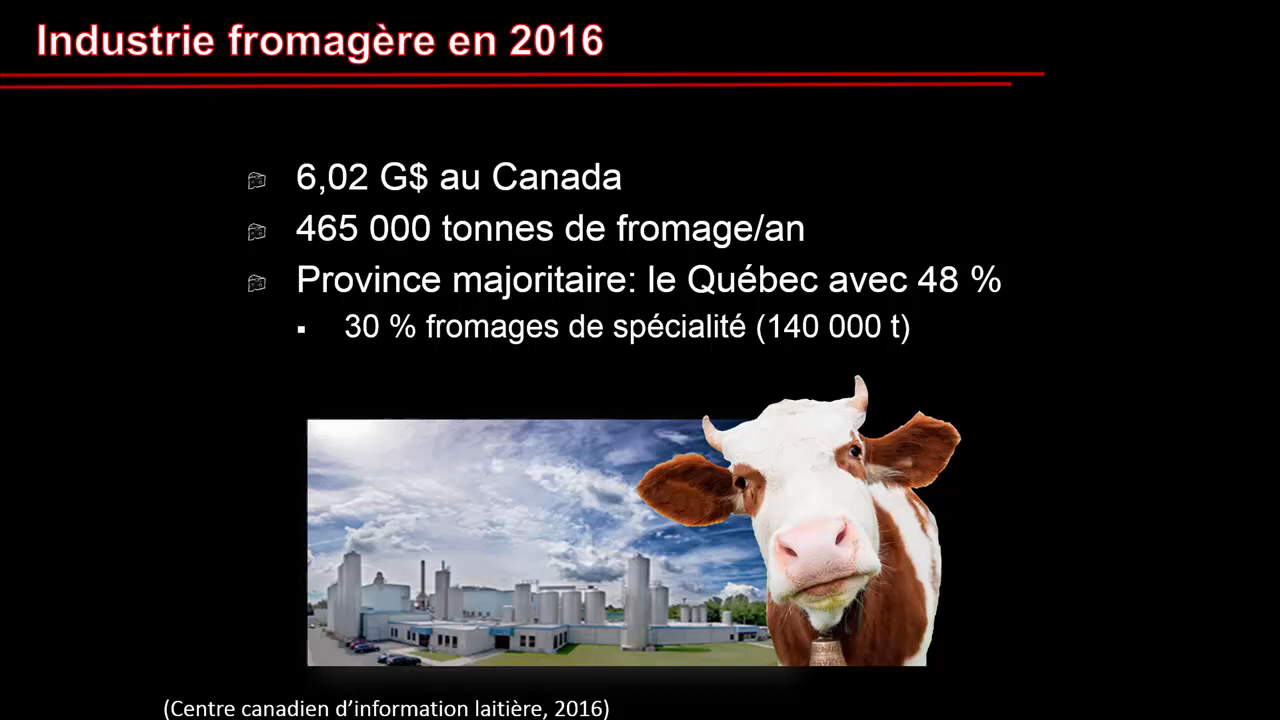 Industrie fromagère en 2016
6,02 G$ au Canada
465 000 tonnes de fromage/an
Province majoritaire: le Québec avec 48 %
30 % fromages de spécialité (140 000 t)
(Centre canadien d’information laitière, 2016)